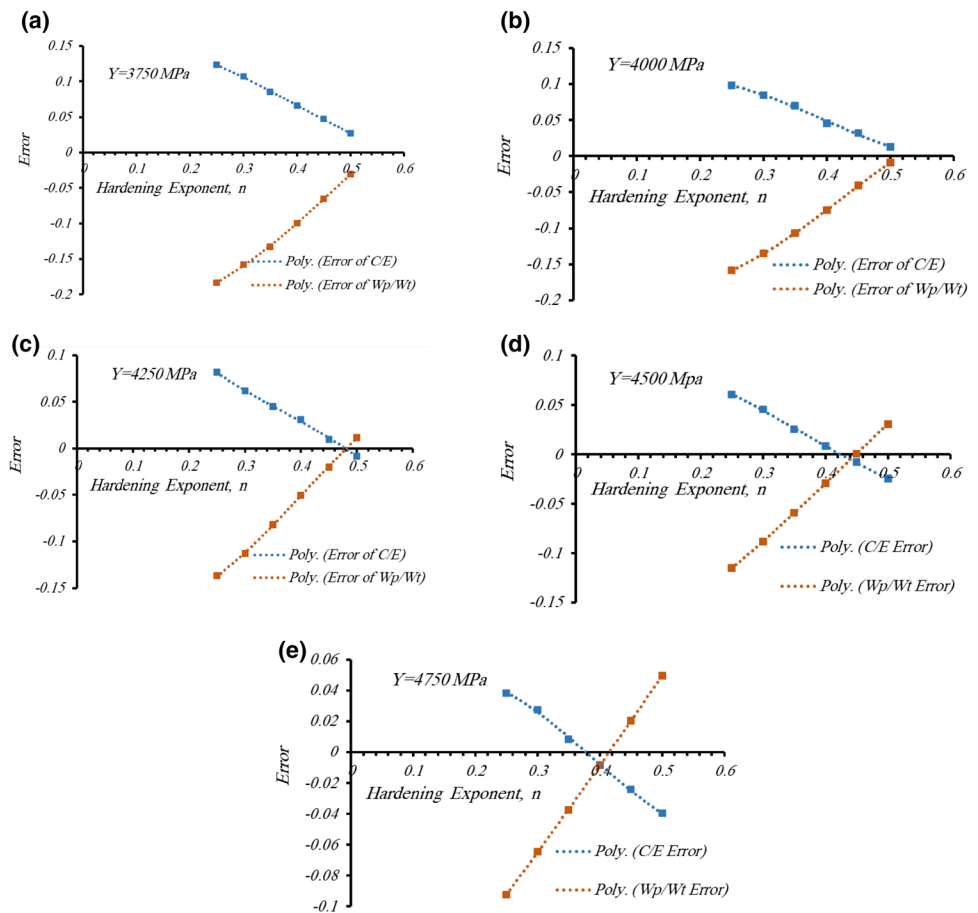 (a)
0.15
Y=3750 MPa
0.1
0.05
0
0 0.1 0.2 0.3 0.4 0.5 0.6
Error
-0.05
Hardening Exponent, n
-0.1
-0.15
Poly. (Error of C/E)
Poly. (Error of Wp/Wt)
-0.2
(b)
0.15
Y=4000 MPa
0.1
0.05
0
0 0.1 0.2 0.3 0.4 0.5 0.6
Error
-0.05
Hardening Exponent, n
-0.1
-0.15
Poly. (Error of C/E)
Poly. (Error of Wp/Wt)
-0.2
(c)
0.1
Y=4250 MPa
0.05
0
0 0.1 0.2 0.3 0.4 0.5 0.6
Error
Hardening Exponent, n
-0.05
-0.1
Poly. (Error of C/E)
Poly. (Error of Wp/Wt)
-0.15
(d)
0.1
Y=4500 Mpa
0.05
0
0 0.1 0.2 0.3 0.4 0.5 0.6
Error
Hardening Exponent, n
-0.05
-0.1
Poly. (C/E Error)
Poly. (Wp/Wt Error)
-0.15
(e)
0.06
Y=4750 MPa
0.04
0.02
0
0 0.1 0.2 0.3 0.4 0.5 0.6
Error
-0.02
Hardening Exponent, n
-0.04
-0.06
Poly. (C/E Error)
-0.08
Poly. (Wp/Wt Error)
-0.1